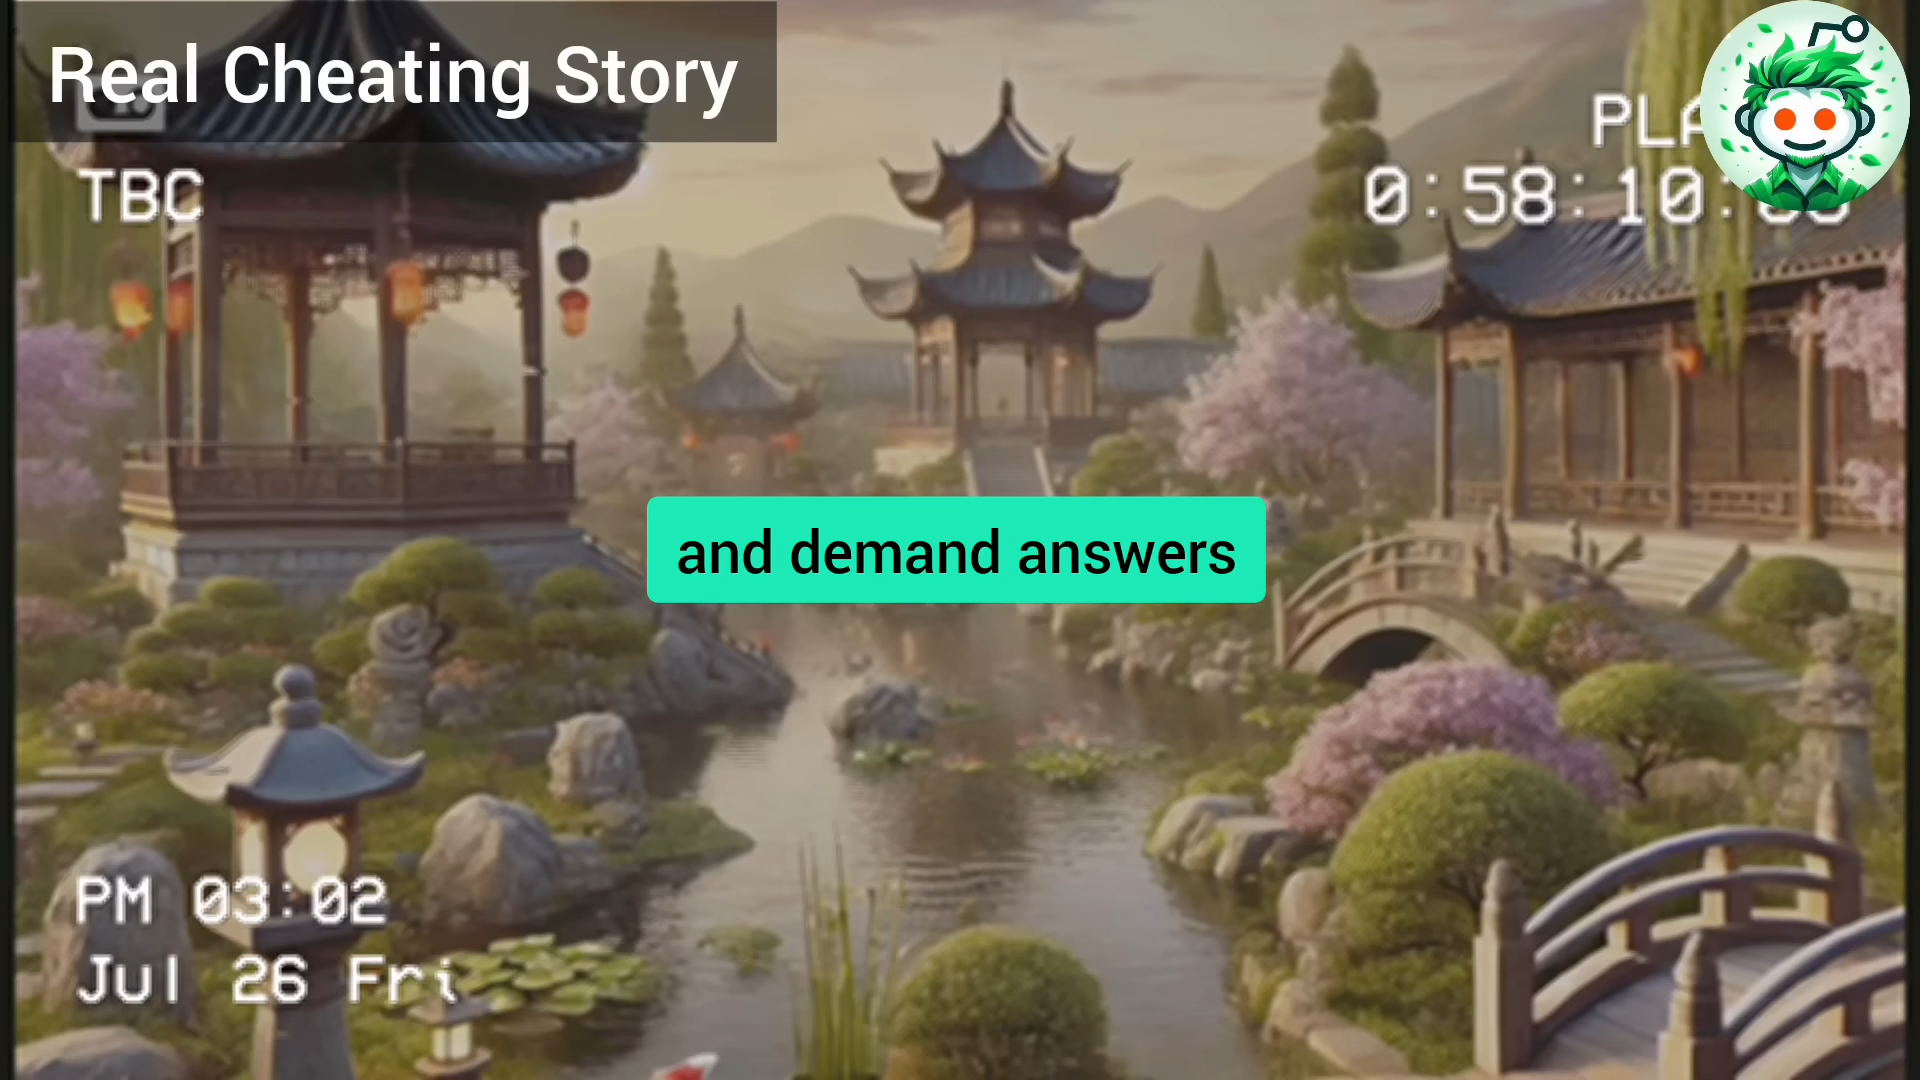 Real Cheating Story
TBC
0:58:10:
and demand answers
PM 03:02
Jul 26 Fri